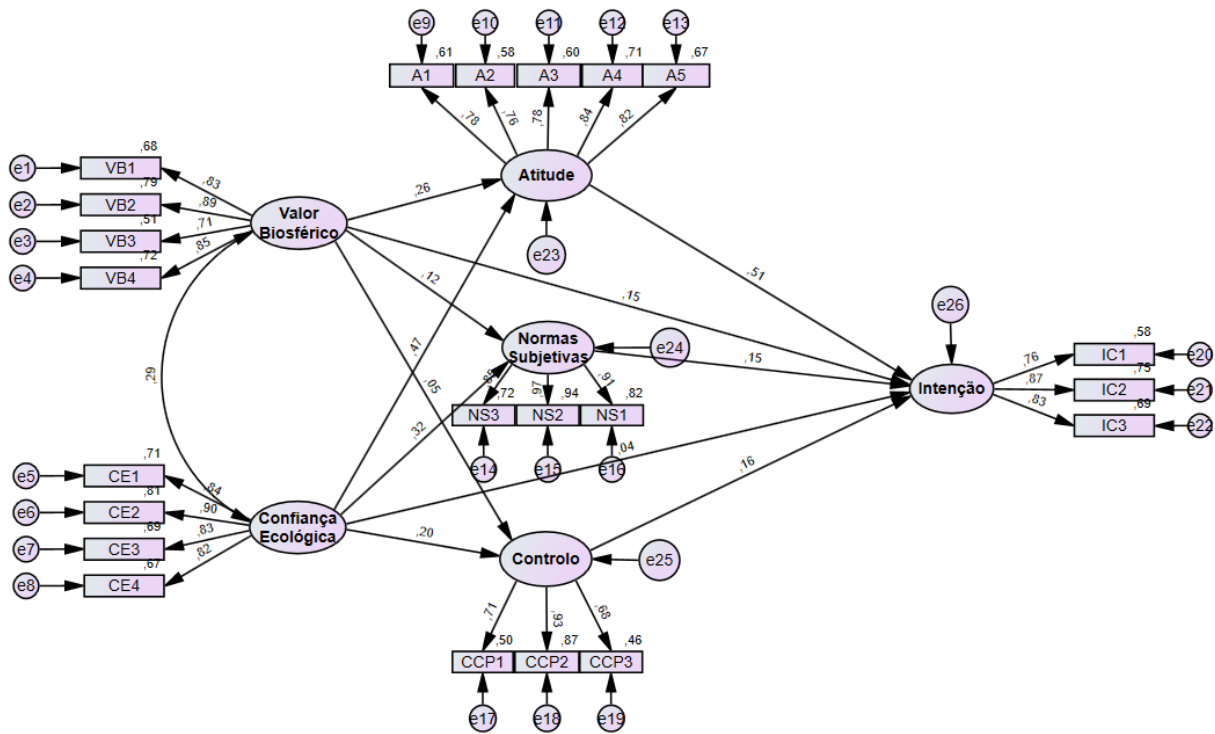 e9 e10 e11 e12 e13
,61 ,58 ,60 ,71 ,67
A1 A2 A3 A4 A5
,78 ,76 ,78 ,84 ,82
Atitude
e23
e1 VB1 ,68
e2 VB2 ,79
e3 VB3 ,51
e4 VB4 ,72
,83
,89
,71
,85
Valor
Biosférico
,26
,12
,15
,05
,51
,29
,47
,32
Normas
Subjetivas
e24
,15
,85 ,97 ,91
,72 ,94 ,82
NS3 NS2 NS1
e14 e15 e16
,04
,16
e26
Intenção
,76
,87
,83
,58
IC1 e20
,75
IC2 e21
,69
IC3 e22
e5 CE1 ,71
e6 CE2 ,81
e7 CE3 ,69
e8 CE4 ,67
,84
,90
,83
,82
Confiança
Ecológica
,20
Controlo
e25
,71 ,93 ,68
,50 ,87 ,46
CCP1 CCP2 CCP3
e17 e18 e19